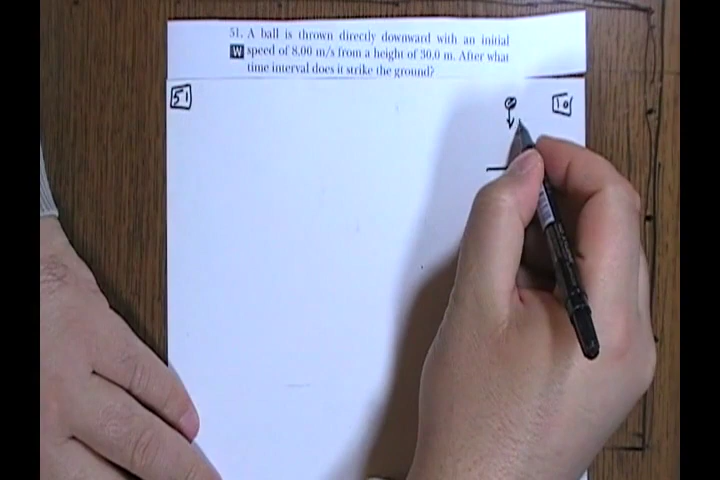 51. A ball is thrown directly downward with an initial
W speed of 8.00 m/s from a height of 30.0 m. After what
time interval does it strike the ground?
51
10